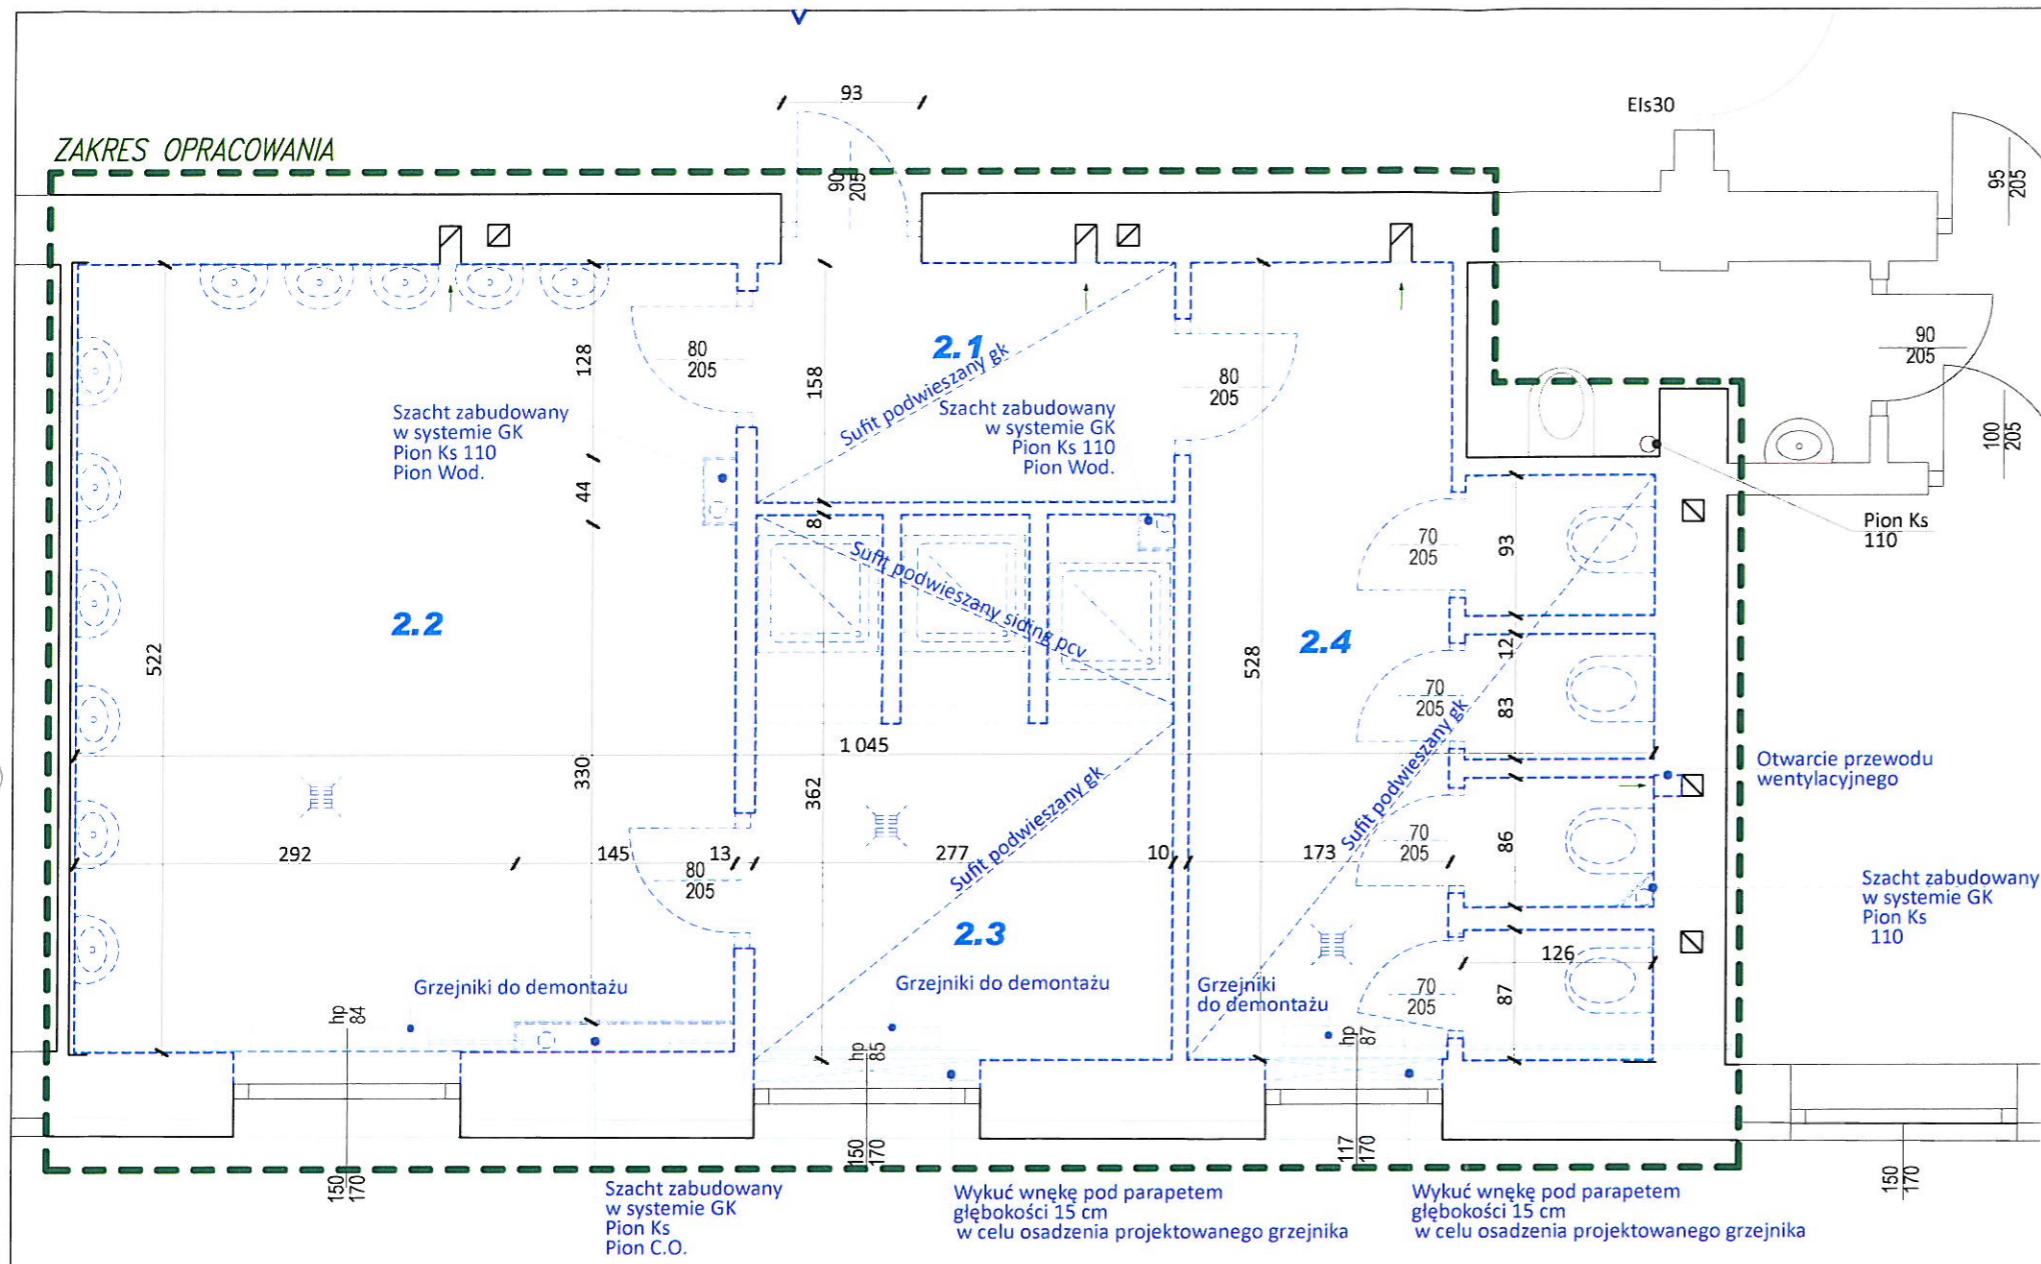 93
EIs30
ZAKRES OPRACOWANIA
90
205
95
205
80
205
128
2.1
Sufit podwieszany gk
158
80
205
90
205
Szacht zabudowany
w systemie GK
Pion Ks 110
Pion Wod.
Szacht zabudowany
w systemie GK
Pion Ks 110
Pion Wod.
100
205
44
8
Pion Ks
110
Sufit podwieszany siding pcv
70
205
93
2.2
2.4
12
522
528
70
205
83
1 045
Sufit podwieszany gk
330
362
Sufit podwieszany gk
Otwarcie przewodu
wentylacyjnego
292
145
13
80
205
277
10
173
70
205
86
Szacht zabudowany
w systemie GK
Pion Ks
110
2.3
126
Grzejniki do demontażu
Grzejniki do demontażu
Grzejniki
do demontażu
70
205
87
hp
84
hp
85
hp
87
150
170
150
170
117
170
150
170
Szacht zabudowany
w systemie GK
Pion Ks
Pion C.O.
Wykuć wnękę pod parapetem
głębokości 15 cm
w celu osadzenia projektowanego grzejnika
Wykuć wnękę pod parapetem
głębokości 15 cm
w celu osadzenia projektowanego grzejnika